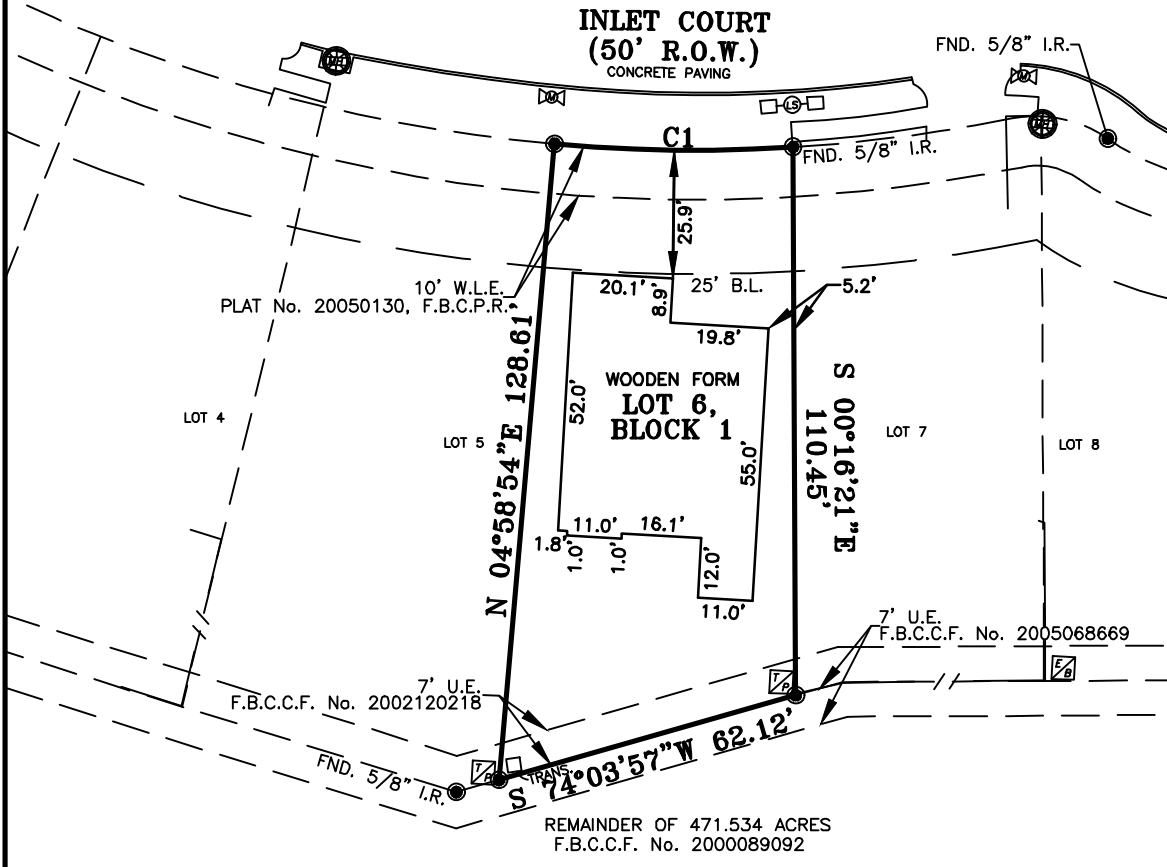 INLET COURT
(50' R.O.W.)
CONCRETE PAVING
FND. 5/8" I.R.
M
M
LS
C1
FND. 5/8" I.R.
25.9'
10' W.L.E.
PLAT No. 20050130, F.B.C.P.R.
20.1'
8.9'
25' B.L.
5.2'
19.8'
N 04°58'54"E 128.61'
52.0'
WOODEN FORM
LOT 6,
BLOCK 1
55.0'
S 00°16'21"E
110.45'
LOT 4
LOT 5
LOT 7
LOT 8
1.8'
11.0'
1.0'
1.0'
16.1'
12.0'
11.0'
7' U.E.
F.B.C.C.F. No. 2005068669
T/P
E/B
7' U.E.
F.B.C.C.F. No. 2002120218
T/P
TRANS.
S 74°03'57"W 62.12'
FND. 5/8" I.R.
REMAINDER OF 471.534 ACRES
F.B.C.C.F. No. 2000089092